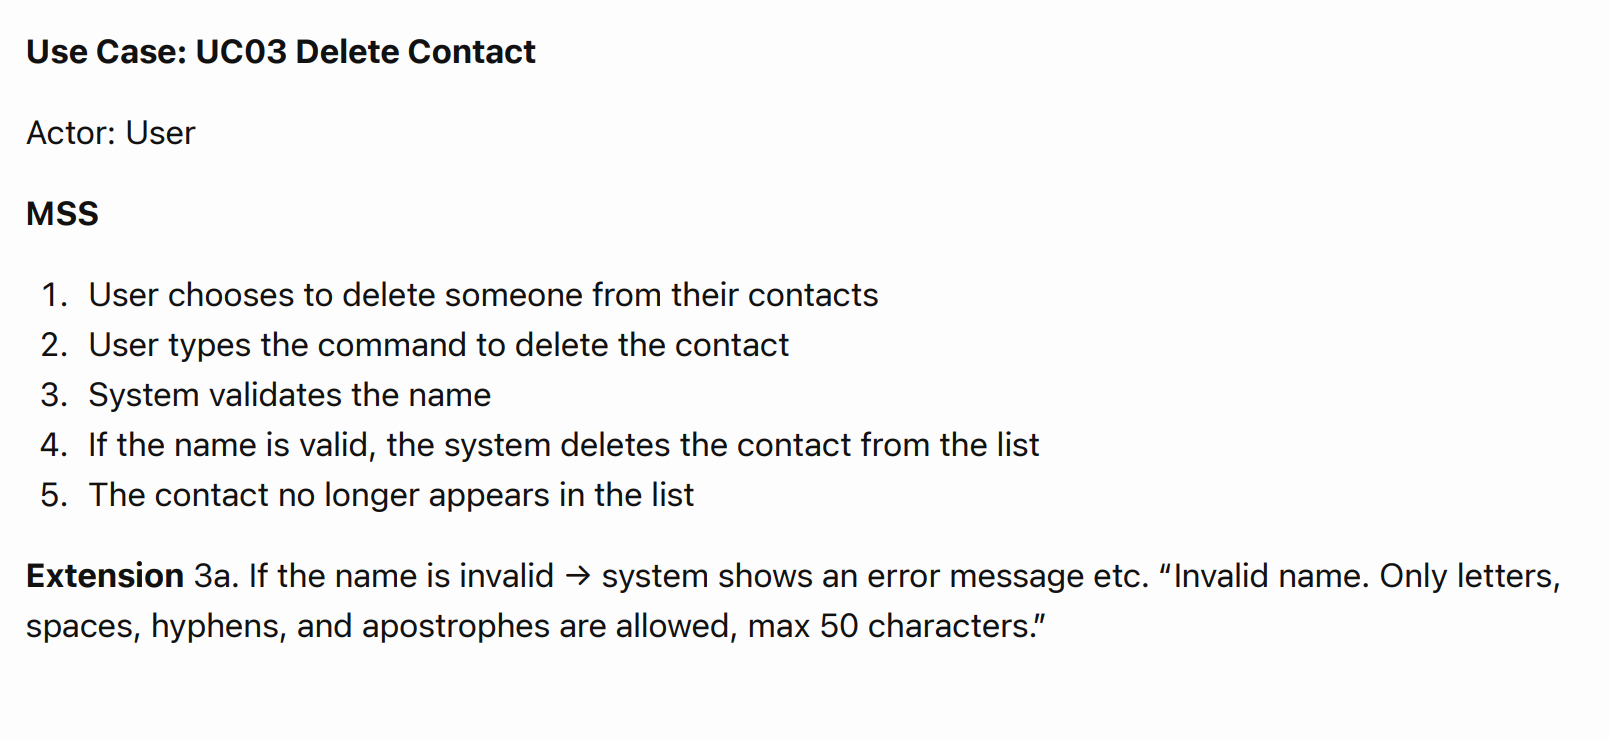 Use Case: UC03 Delete Contact
Actor: User
MSS
1. User chooses to delete someone from their contacts
2. User types the command to delete the contact
3. System validates the name
4. If the name is valid, the system deletes the contact from the list
5. The contact no longer appears in the list
Extension 3a. If the name is invalid → system shows an error message etc. “Invalid name. Only letters,
spaces, hyphens, and apostrophes are allowed, max 50 characters.”